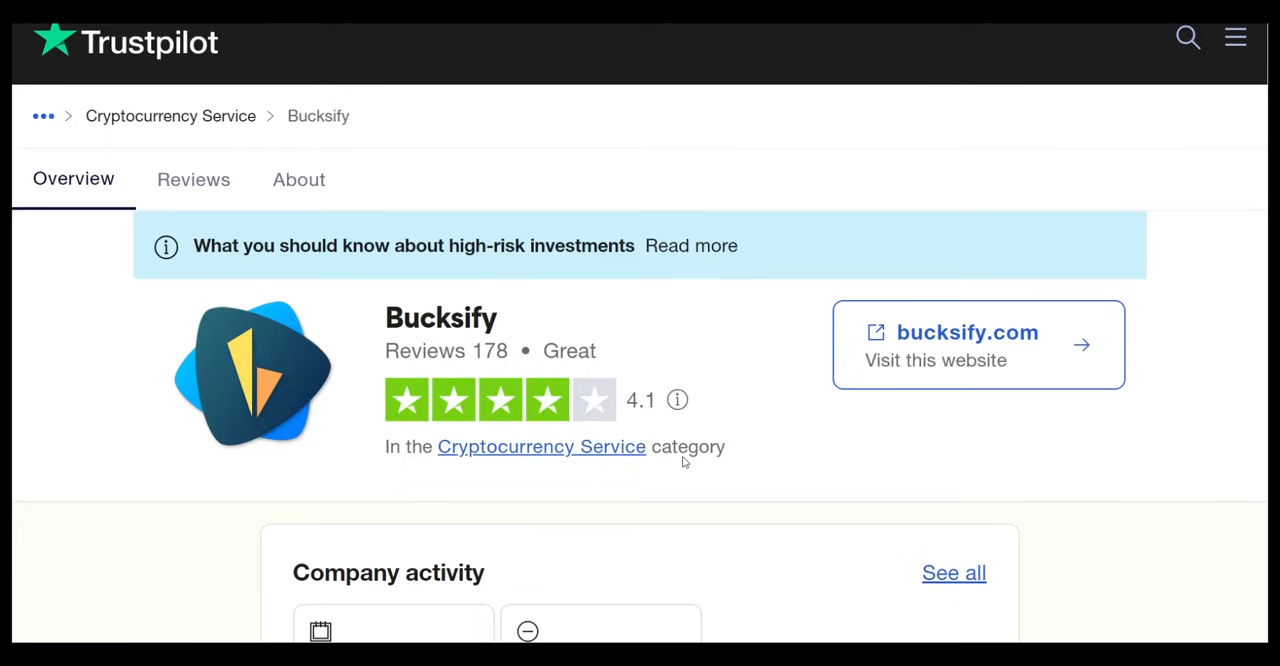 Trustpilot
Cryptocurrency Service > Bucksify
Overview Reviews About
What you should know about high-risk investments Read more
Bucksify
Reviews 178 • Great
4.1
In the Cryptocurrency Service category
bucksify.com
Visit this website
Company activity
See all